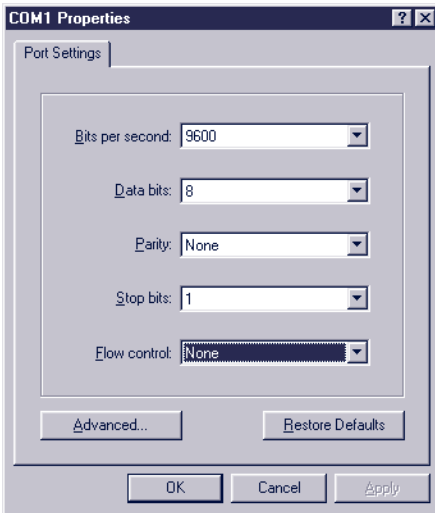 COM1 Properties
Port Settings
Bits per second: 9600
Data bits: 8
Parity: None
Stop bits: 1
Flow control: None
Advanced... Restore Defaults
OK Cancel Apply